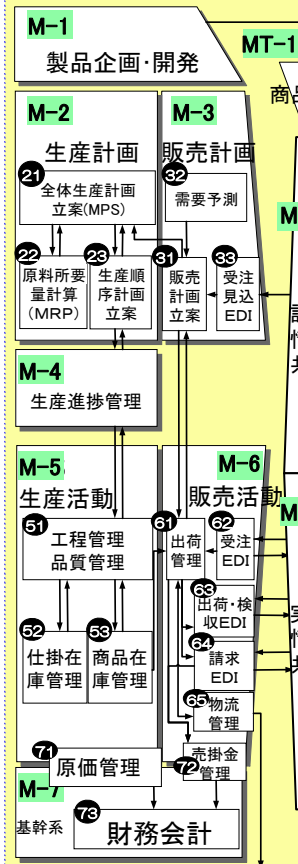 M-1
製品企画･開発
MT-1
商品
M-2
生産計画
M-3
販売計画
21
全体生産計画
立案(MPS)
32
需要予測
22
原料所要
量計算
(MRP)
23
生産順
序計画
立案
31
販売
計画
立案
33
受注
見込
EDI
M
M-4
生産進捗管理
M-5
生産活動
M-6
販売活動
M
51
工程管理
品質管理
61
出荷
管理
62
受注
EDI
63
出荷・検
収EDI
52
仕掛在
庫管理
53
商品在
庫管理
64
請求
EDI
65
物流
管理
71
原価管理
72
売掛金
管理
M-7
基幹系
73
財務会計